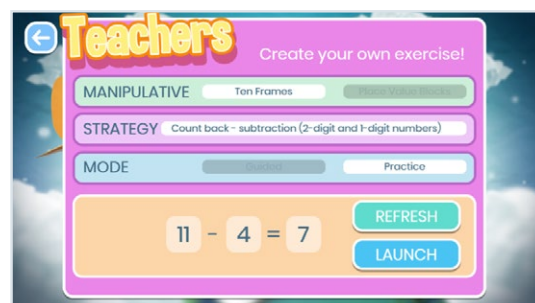 Teachers
Create your own exercise!
MANIPULATIVE Ten Frames Place Value Blocks
STRATEGY Count back - subtraction (2-digit and 1-digit numbers)
MODE Guided Practice
11 - 4 = 7
REFRESH
LAUNCH